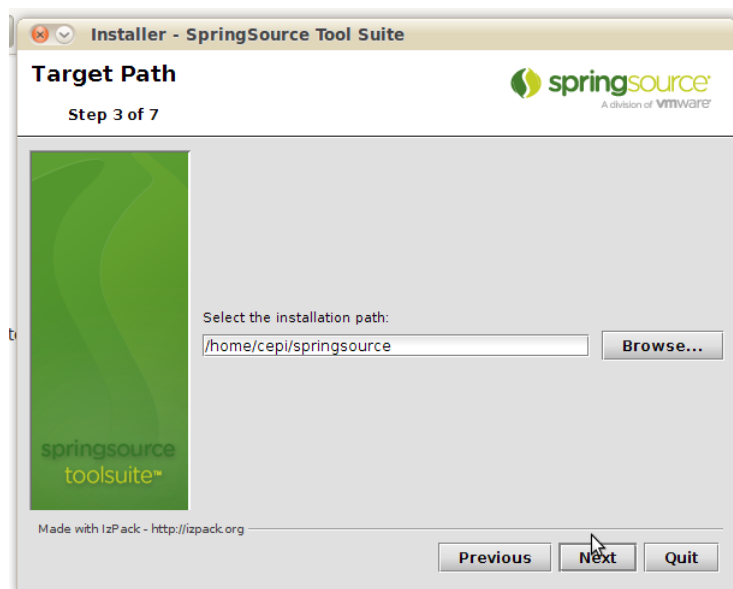 Installer - SpringSource Tool Suite
Target Path
Step 3 of 7
springsource
A division of vmware
Select the installation path:
/home/cepi/springsource
Browse...
springsource
toolsuite™
Made with IzPack - http://izpack.org
Previous
Next
Quit